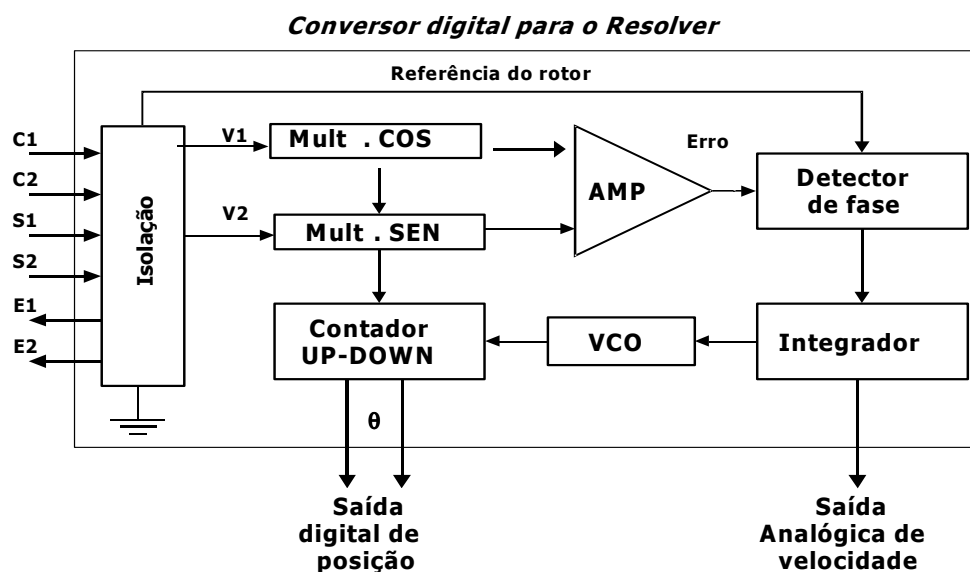 Conversor digital para o Resolver
Referência do rotor
C1
C2
S1
S2
E1
E2
Isolação
V1
V2
Mult . COS
Mult . SEN
AMP
Erro
Detector
de fase
Contador
UP-DOWN
VCO
Integrador
θ
Saída
digital de
posição
Saída
Analógica de
velocidade